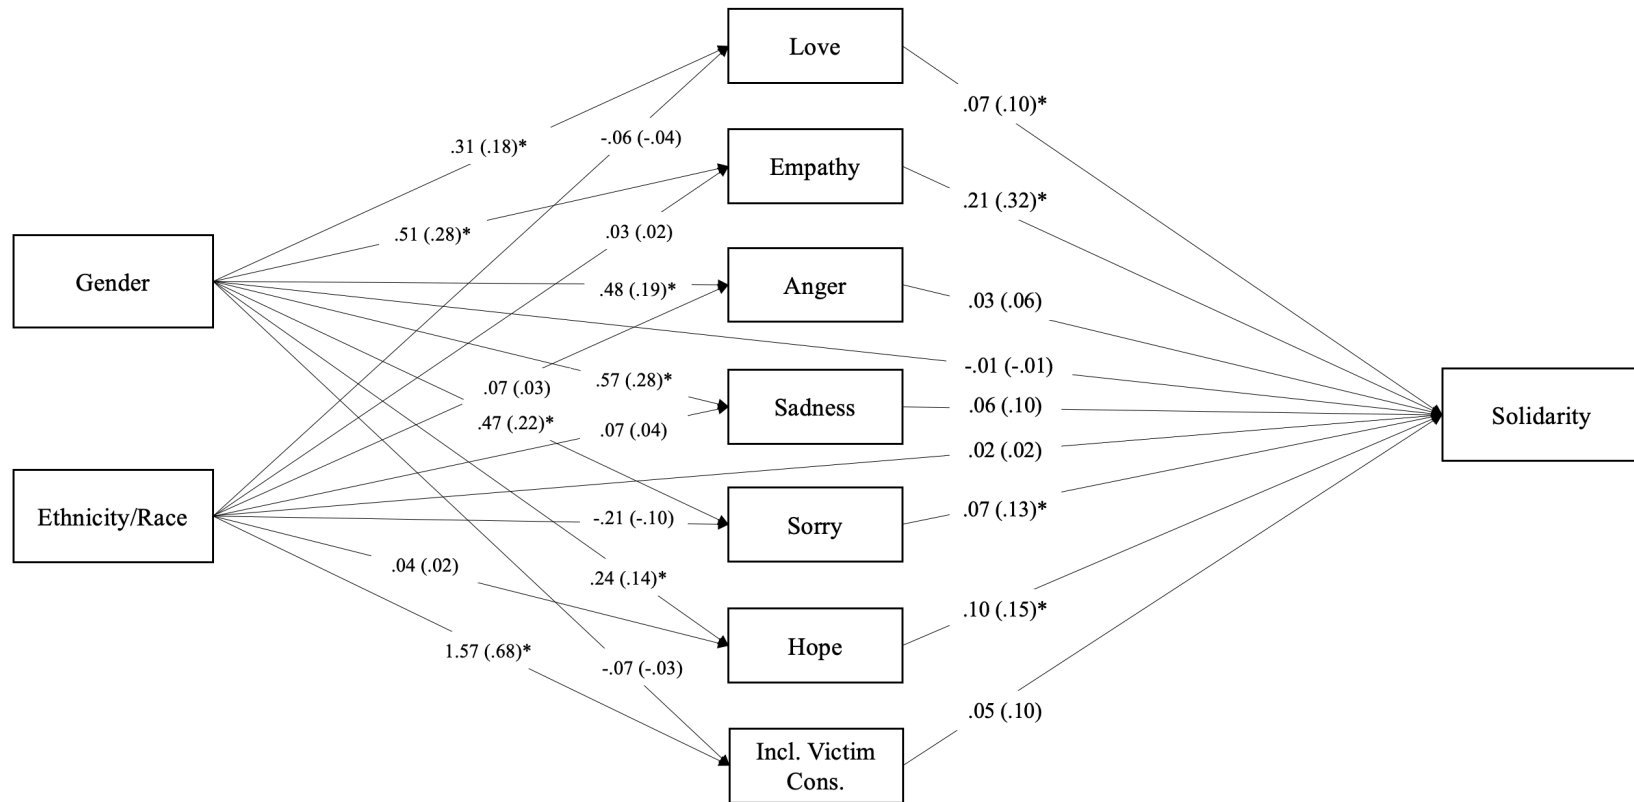 Love
.07 (.10)*
-.06 (-.04)
.31 (.18)*
Empathy
.21 (.32)*
.51 (.28)*
.03 (.02)
Gender
.48 (.19)*
Anger
.03 (.06)
-.01 (-.01)
.07 (.03)
.57 (.28)*
Sadness
.06 (.10)
Solidarity
.47 (.22)*
.07 (.04)
.02 (.02)
Ethnicity/Race
-.21 (-.10)
Sorry
.07 (.13)*
.04 (.02)
.24 (.14)*
.10 (.15)*
Hope
1.57 (.68)*
-.07 (-.03)
.05 (.10)
Incl. Victim
Cons.